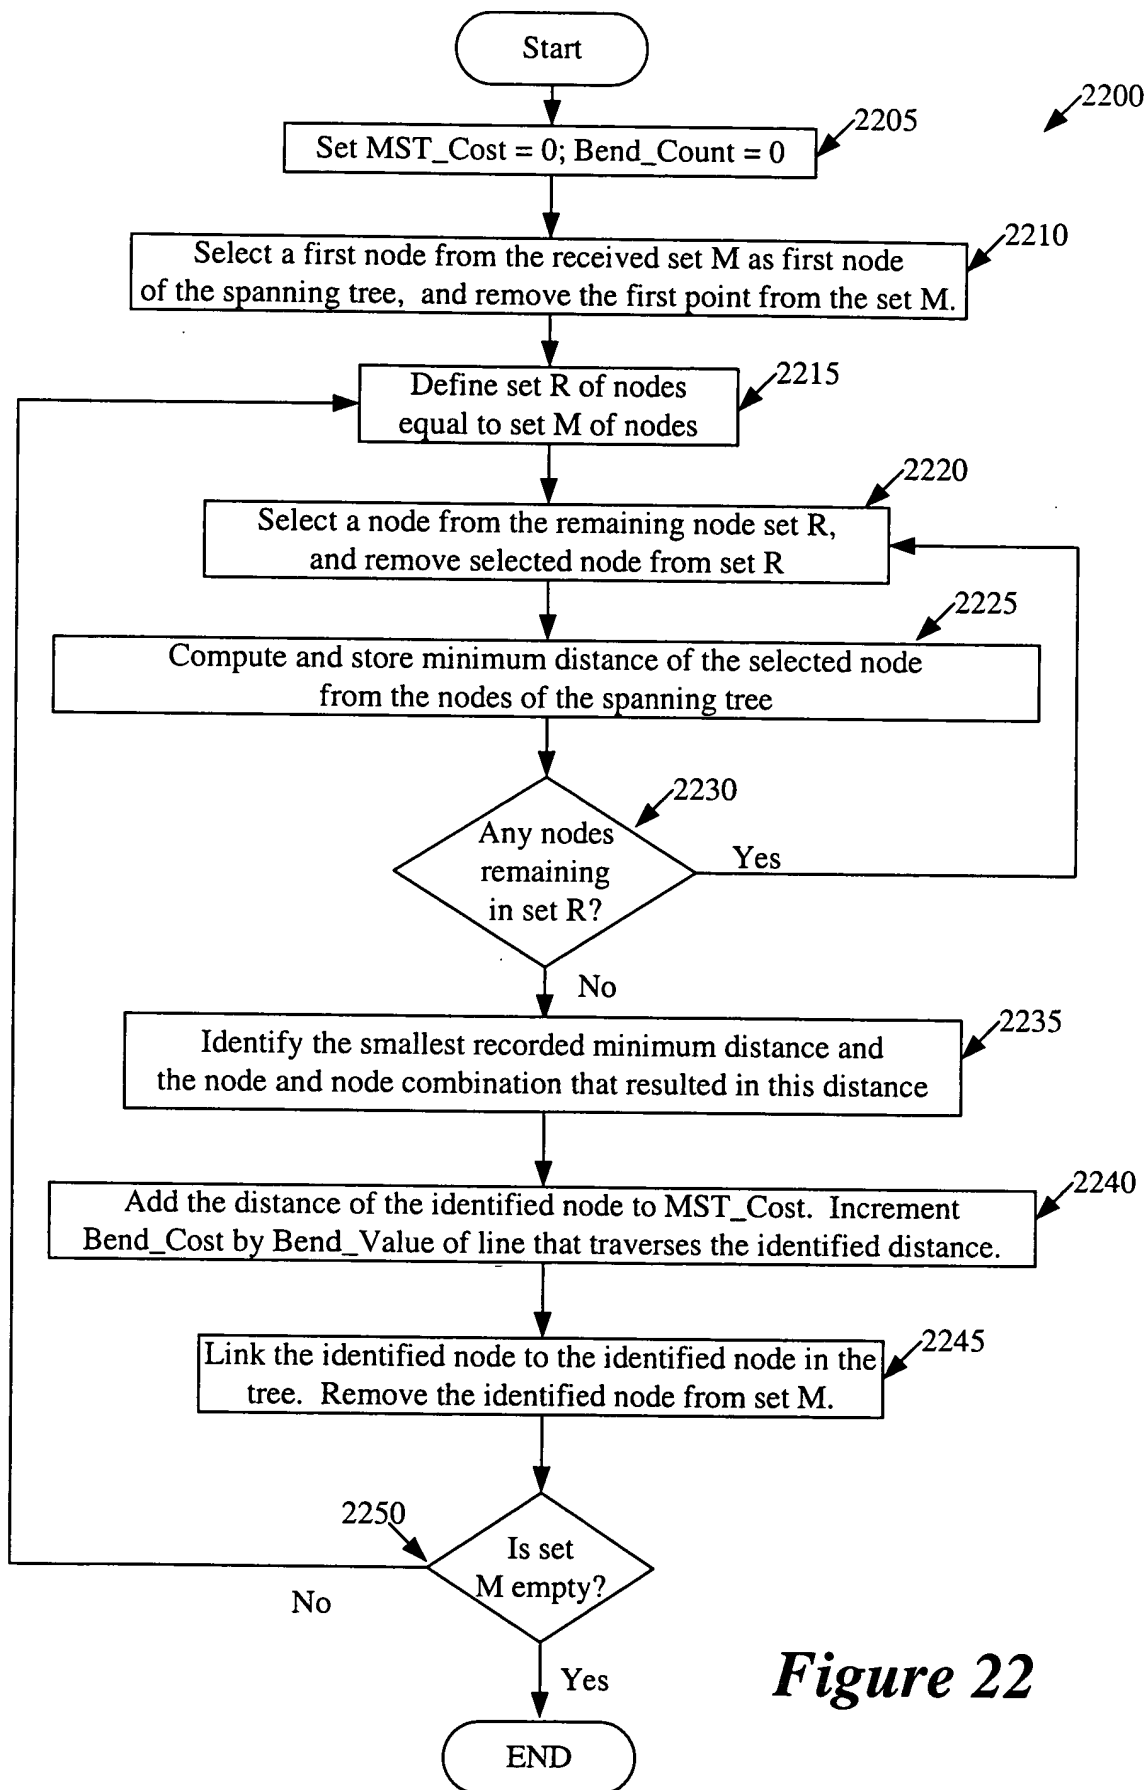 Start
2200
2205
Set MST_Cost = 0; Bend_Count = 0
2210
Select a first node from the received set M as first node
of the spanning tree, and remove the first point from the set M.
2215
Define set R of nodes
equal to set M of nodes
2220
Select a node from the remaining node set R,
and remove selected node from set R
2225
Compute and store minimum distance of the selected node
from the nodes of the spanning tree
2230
Any nodes
remaining
in set R?
Yes
No
2235
Identify the smallest recorded minimum distance and
the node and node combination that resulted in this distance
2240
Add the distance of the identified node to MST_Cost. Increment
Bend_Cost by Bend_Value of line that traverses the identified distance.
2245
Link the identified node to the identified node in the
tree. Remove the identified node from set M.
2250
Is set
M empty?
No
Yes
Figure 22
END